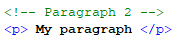 <!-- Paragraph 2 -->
<p> My paragraph </p>